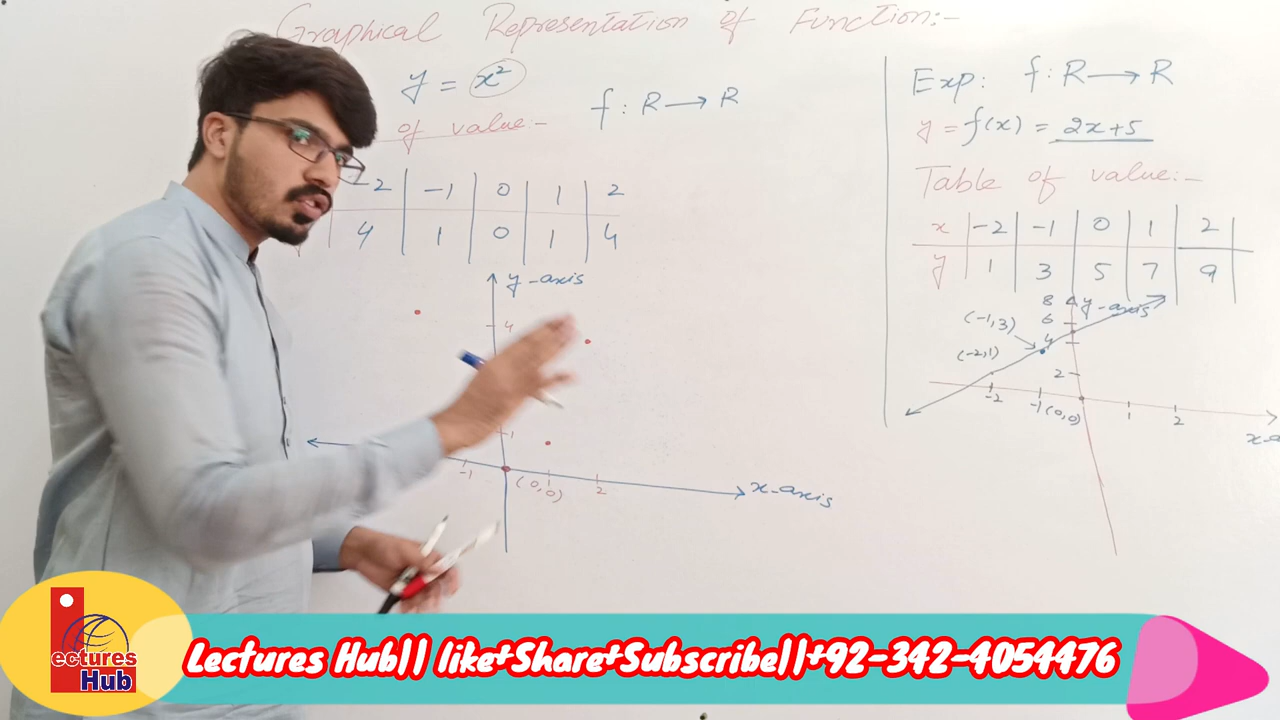 Graphical Representation of Function:-
y = x²
of value:-
f : R → R
-2 -1 0 1 2
4 1 0 1 4
y-axis
4
1
-1 (0,0) 2
x-axis
Exp: f : R → R
y = f(x) = 2x+5
Table of value:-
x -2 -1 0 1 2
y 1 3 5 7 9
8 y-axis
(-1,3) 6
4
(-2,1)
2
-2 -1 (0,0) 1 2
ectures
Hub
Lectures Hub|| like+Share+Subscribe||+92-342-4054476